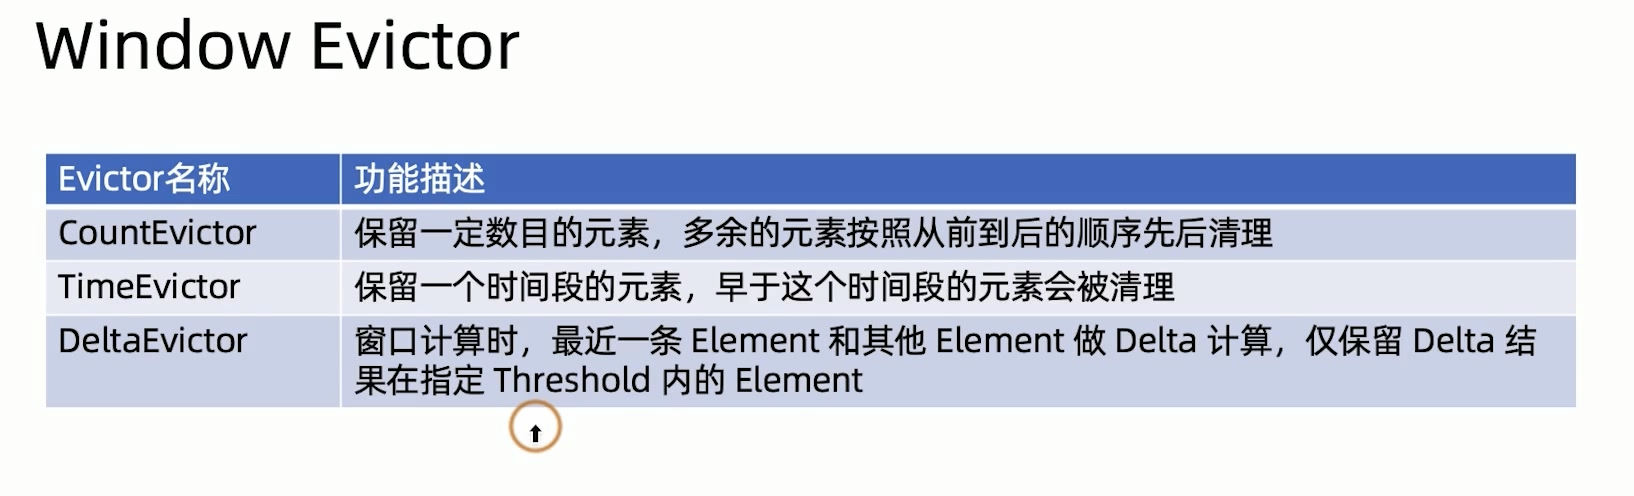 Window Evictor
Evictor名称 功能描述
CountEvictor 保留一定数目的元素，多余的元素按照从前到后的顺序先后清理
TimeEvictor 保留一个时间段的元素，早于这个时间段的元素会被清理
DeltaEvictor 窗口计算时，最近一条 Element 和其他 Element 做 Delta 计算，仅保留 Delta 结
果在指定 Threshold 内的 Element